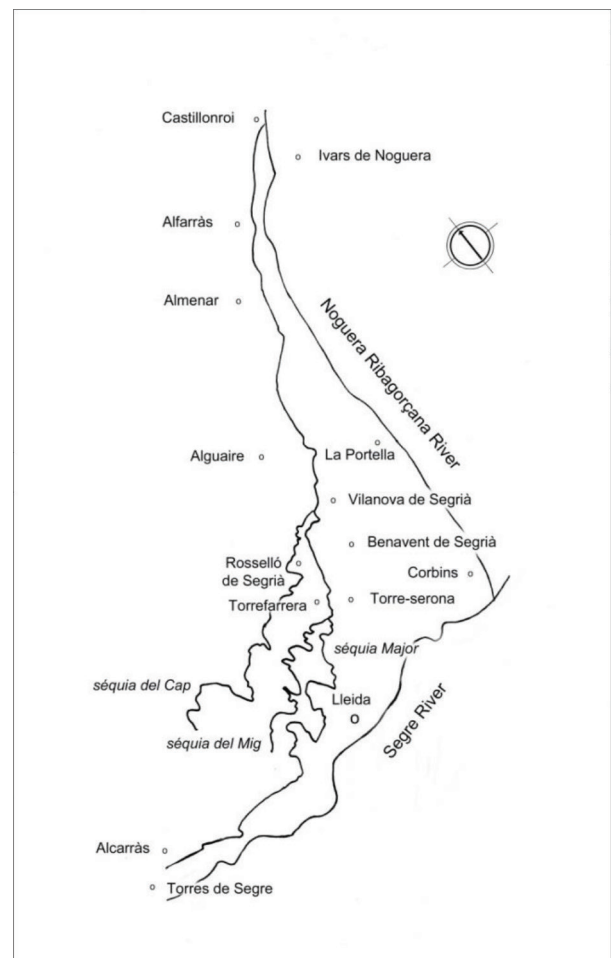 Castillonroi
Ivars de Noguera
Alfarràs
Almenar
Noguera Ribagorçana River
Alguaire
La Portella
Vilanova de Segrià
Benavent de Segrià
Rosselló
de Segrià
Corbins
Torrefarrera
Torre-serona
séquia Major
séquia del Cap
Lleida
Segre River
séquia del Mig
Alcarràs
Torres de Segre